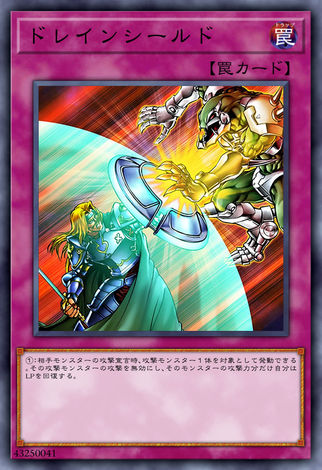 ドレインシールド
トラップ
罠
【罠カード】
①：相手モンスターの攻撃宣言時、攻撃モンスター１体を対象として発動できる
。その攻撃モンスターの攻撃を無効にし、そのモンスターの攻撃力分だけ自分は
LPを回復する。
43250041